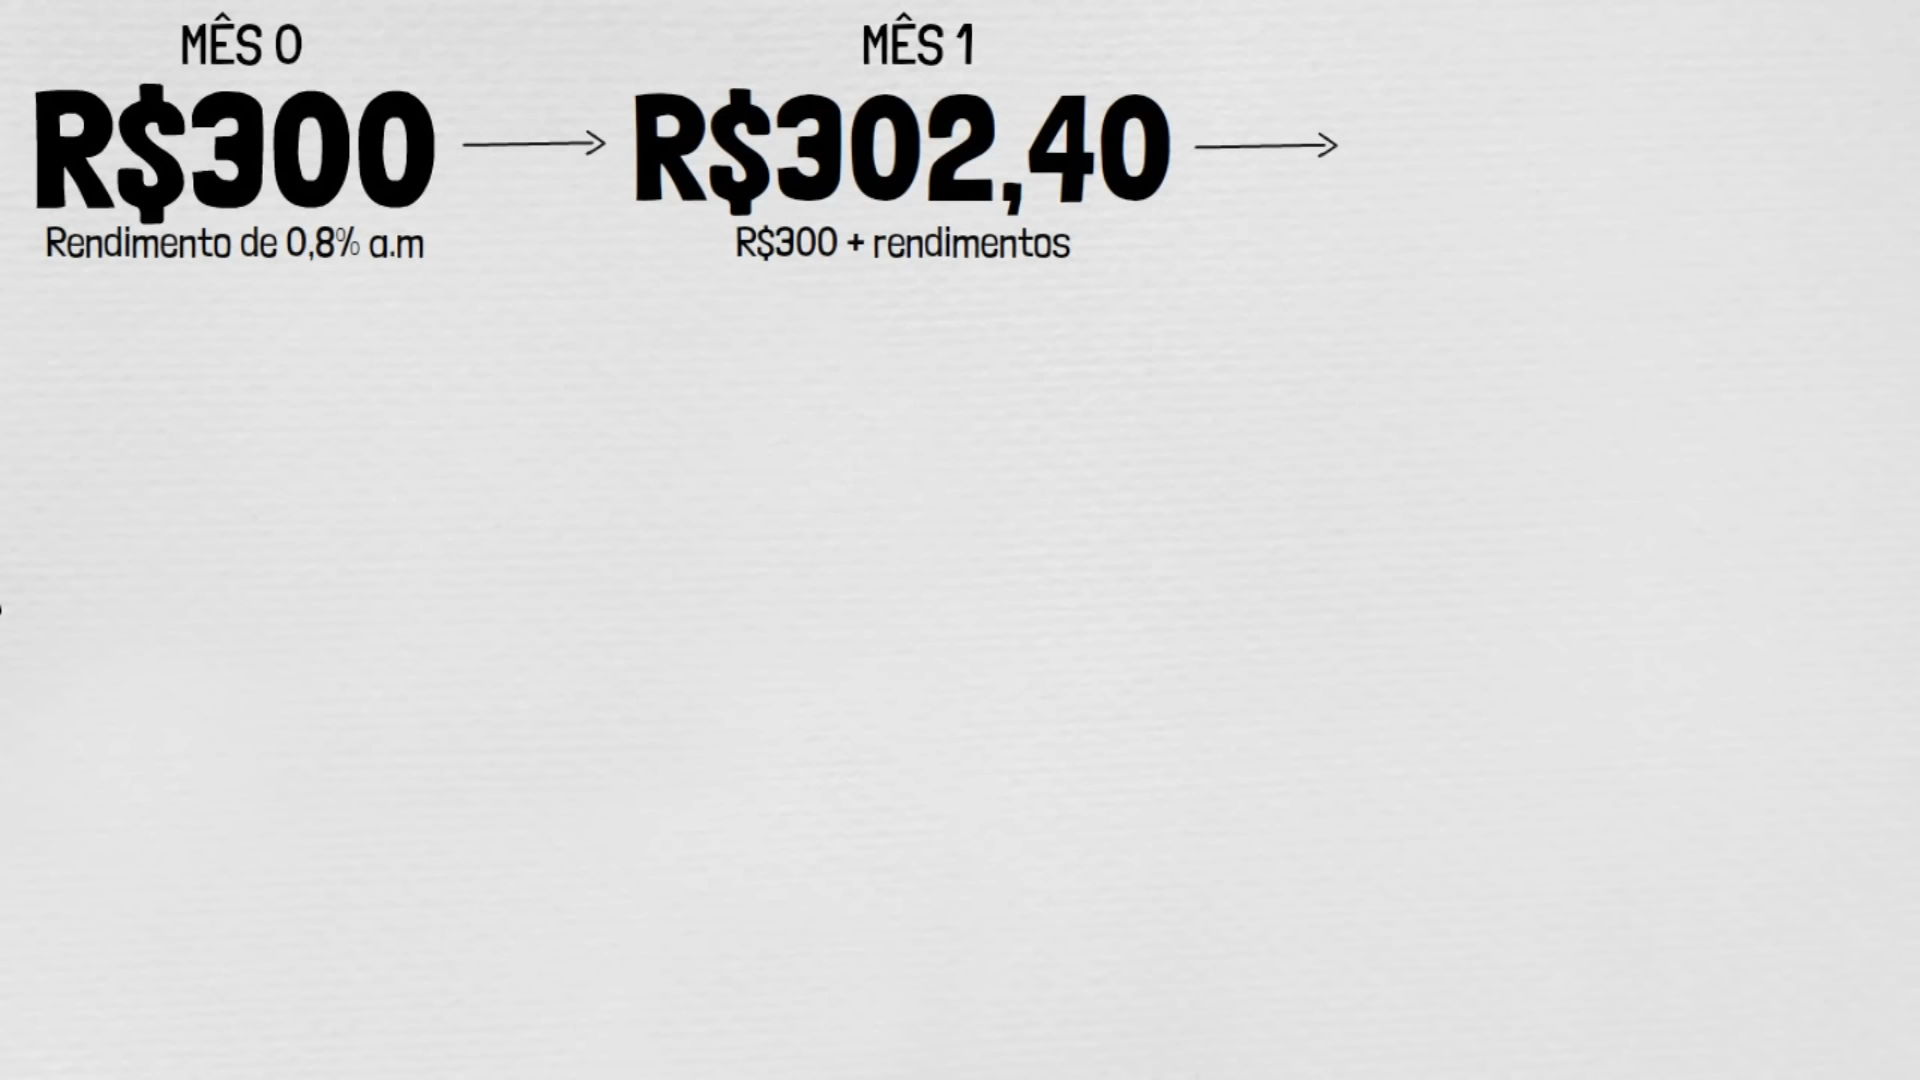 MÊS 0
R$300
Rendimento de 0,8% a.m
MÊS 1
R$302,40
R$300 + rendimentos